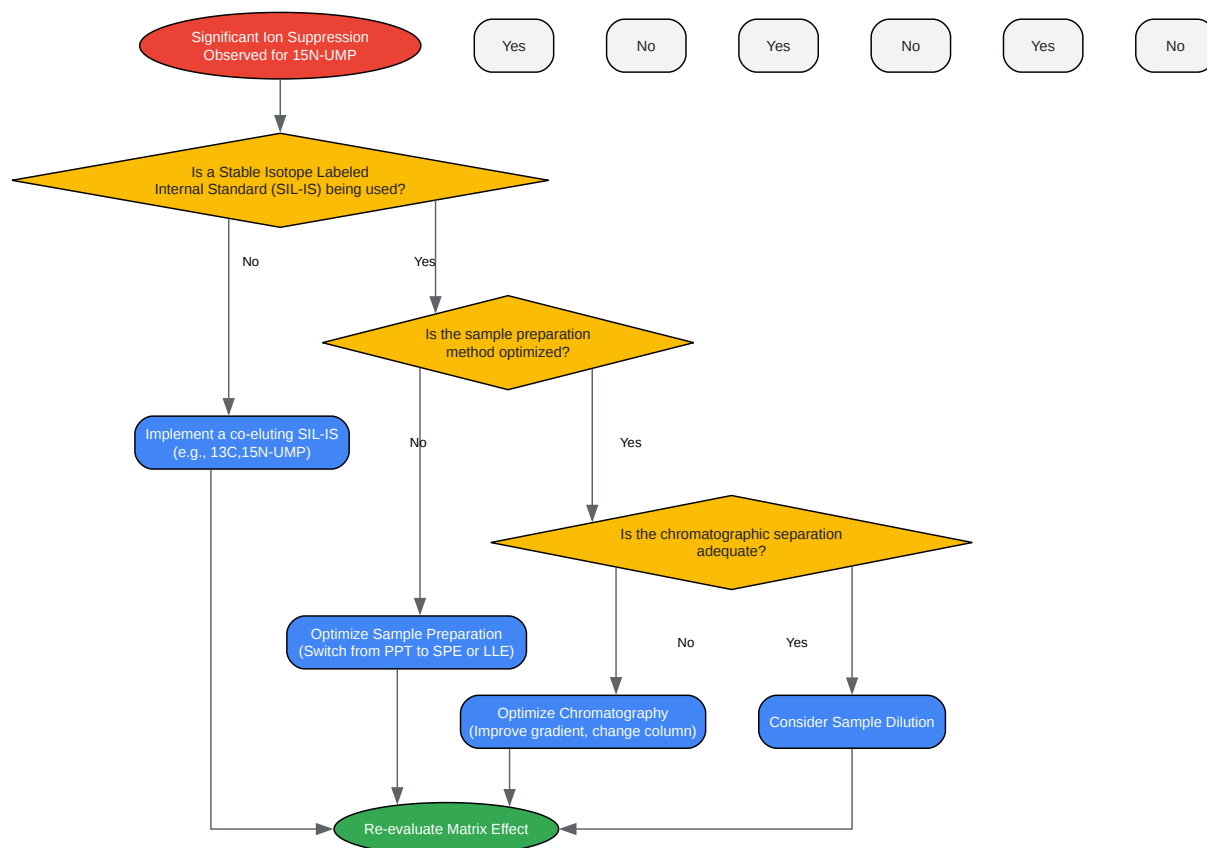 Significant Ion Suppression
Observed for 15N-UMP
Yes
No
Yes
No
Yes
No
Is a Stable Isotope Labeled
Internal Standard (SIL-IS) being used?
No
Yes
Is the sample preparation
method optimized?
Implement a co-eluting SIL-IS
(e.g., 13C,15N-UMP)
No
Yes
Is the chromatographic separation
adequate?
Optimize Sample Preparation
(Switch from PPT to SPE or LLE)
No
Yes
Optimize Chromatography
(Improve gradient, change column)
Consider Sample Dilution
Re-evaluate Matrix Effect